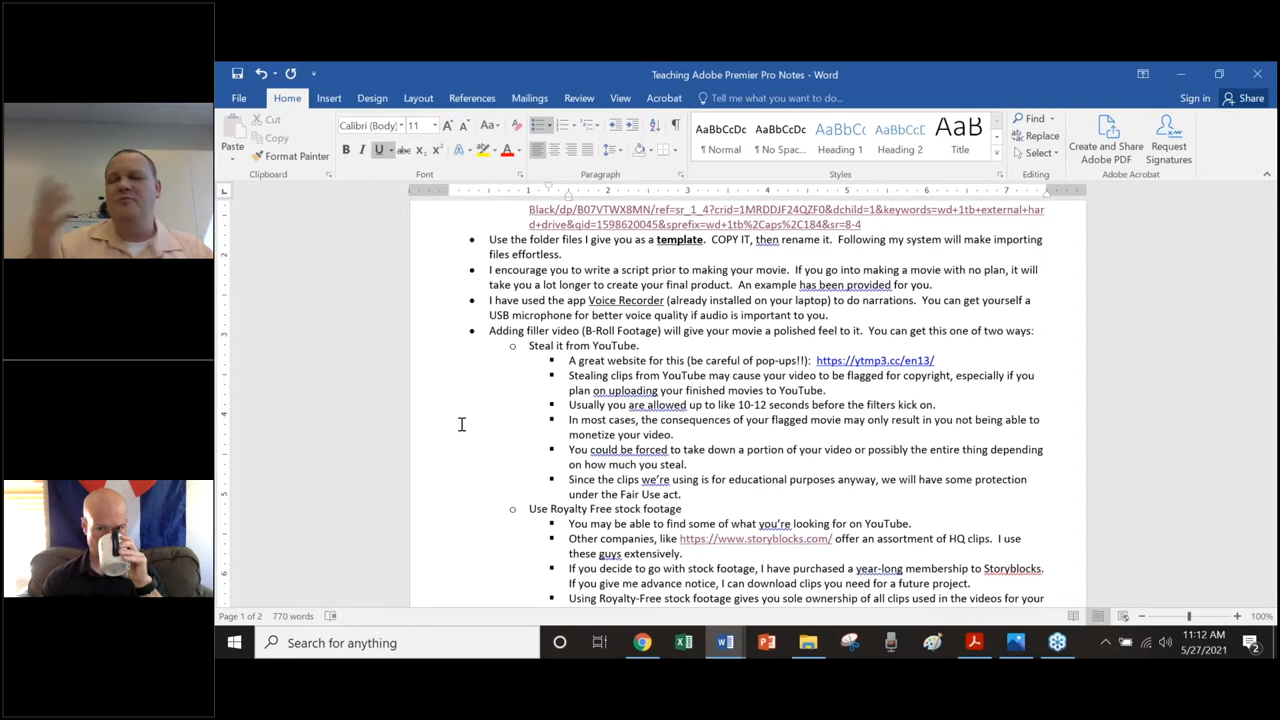 Teaching Adobe Premier Pro Notes - Word
File Home Insert Design Layout References Mailings Review View Acrobat Tell me what you want to do... Sign in Share
Paste
Cut
Copy
Format Painter
Clipboard
Calibri (Body) 11
Font
Paragraph
AaBbCcDc AaBbCcDc AaBbCc AaBbCcC AaB
¶ Normal ¶ No Spac... Heading 1 Heading 2 Title
Styles
Find
Replace
Select
Editing
Create and Share Adobe PDF
Request Signatures
Adobe Acrobat
1 2 3 4 5 6 7
Black/dp/B07VTWX8MN/ref=sr_1_4?crid=1MRDDJF24QZF0&dchild=1&keywords=wd+1tb+external+har
d+drive&qid=1598620045&sprefix=wd+1tb%2Caps%2C184&sr=8-4
• Use the folder files I give you as a template. COPY IT, then rename it. Following my system will make importing
files effortless.
• I encourage you to write a script prior to making your movie. If you go into making a movie with no plan, it will
take you a lot longer to create your final product. An example has been provided for you.
• I have used the app Voice Recorder (already installed on your laptop) to do narrations. You can get yourself a
USB microphone for better voice quality if audio is important to you.
• Adding filler video (B-Roll Footage) will give your movie a polished feel to it. You can get this one of two ways:
o Steal it from YouTube.
▪ A great website for this (be careful of pop-ups!!): https://ytmp3.cc/en13/
▪ Stealing clips from YouTube may cause your video to be flagged for copyright, especially if you
plan on uploading your finished movies to YouTube.
▪ Usually you are allowed up to like 10-12 seconds before the filters kick on.
▪ In most cases, the consequences of your flagged movie may only result in you not being able to
monetize your video.
▪ You could be forced to take down a portion of your video or possibly the entire thing depending
on how much you steal.
▪ Since the clips we're using is for educational purposes anyway, we will have some protection
under the Fair Use act.
o Use Royalty Free stock footage
▪ You may be able to find some of what you're looking for on YouTube.
▪ Other companies, like https://www.storyblocks.com/ offer an assortment of HQ clips. I use
these guys extensively.
▪ If you decide to go with stock footage, I have purchased a year-long membership to Storyblocks.
If you give me advance notice, I can download clips you need for a future project.
▪ Using Royalty-Free stock footage gives you sole ownership of all clips used in the videos for your
Page 1 of 2 770 words 100%
Search for anything
11:12 AM
5/27/2021
2